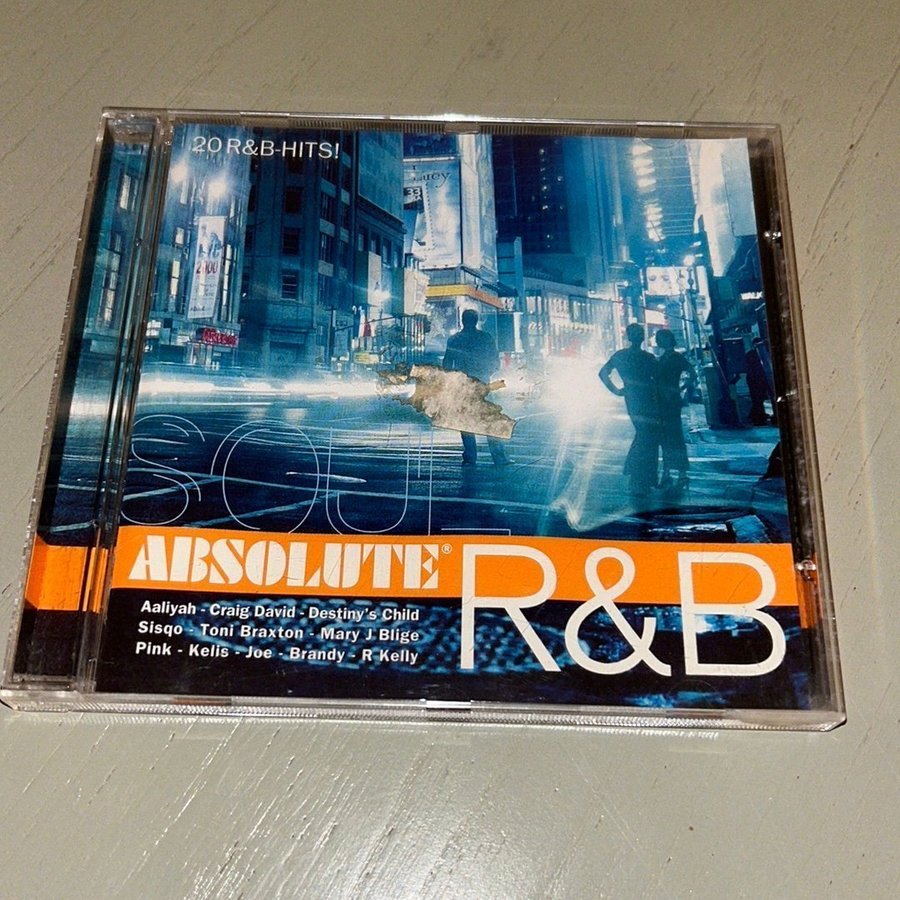 20 R&B-HITS!
SOUL
ABSOLUTE®
R&B
Aaliyah - Craig David - Destiny's Child
Sisqo - Toni Braxton - Mary J Blige
Pink - Kelis - Joe - Brandy - R Kelly